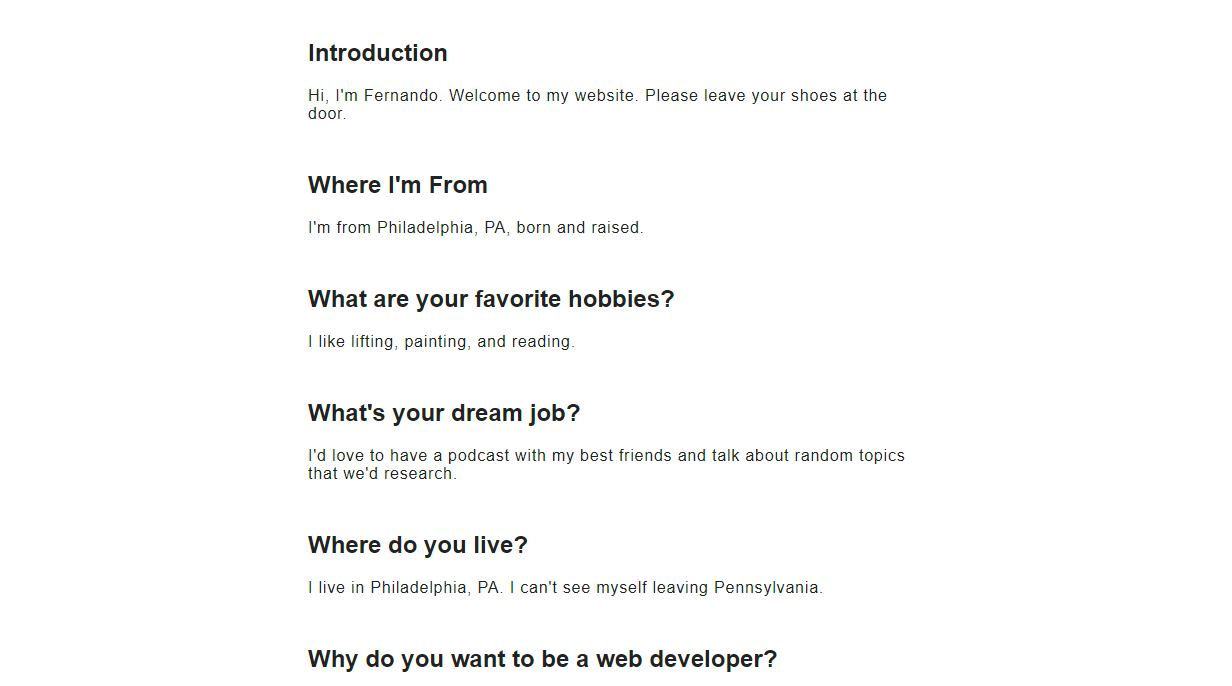 Introduction
Hi, I'm Fernando. Welcome to my website. Please leave your shoes at the
door.
Where I'm From
I'm from Philadelphia, PA, born and raised.
What are your favorite hobbies?
I like lifting, painting, and reading.
What's your dream job?
I'd love to have a podcast with my best friends and talk about random topics
that we'd research.
Where do you live?
I live in Philadelphia, PA. I can't see myself leaving Pennsylvania.
Why do you want to be a web developer?